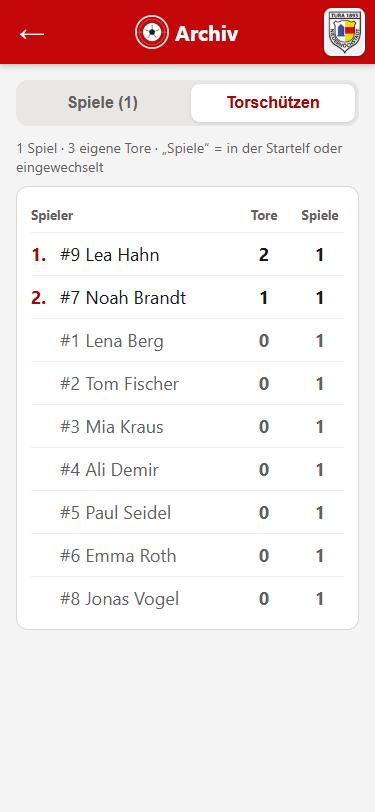 ←
Archiv
TURA 1893
Spiele (1)
Torschützen
1 Spiel · 3 eigene Tore · „Spiele“ = in der Startelf oder
eingewechselt
Spieler Tore Spiele
1. #9 Lea Hahn 2 1
2. #7 Noah Brandt 1 1
#1 Lena Berg 0 1
#2 Tom Fischer 0 1
#3 Mia Kraus 0 1
#4 Ali Demir 0 1
#5 Paul Seidel 0 1
#6 Emma Roth 0 1
#8 Jonas Vogel 0 1